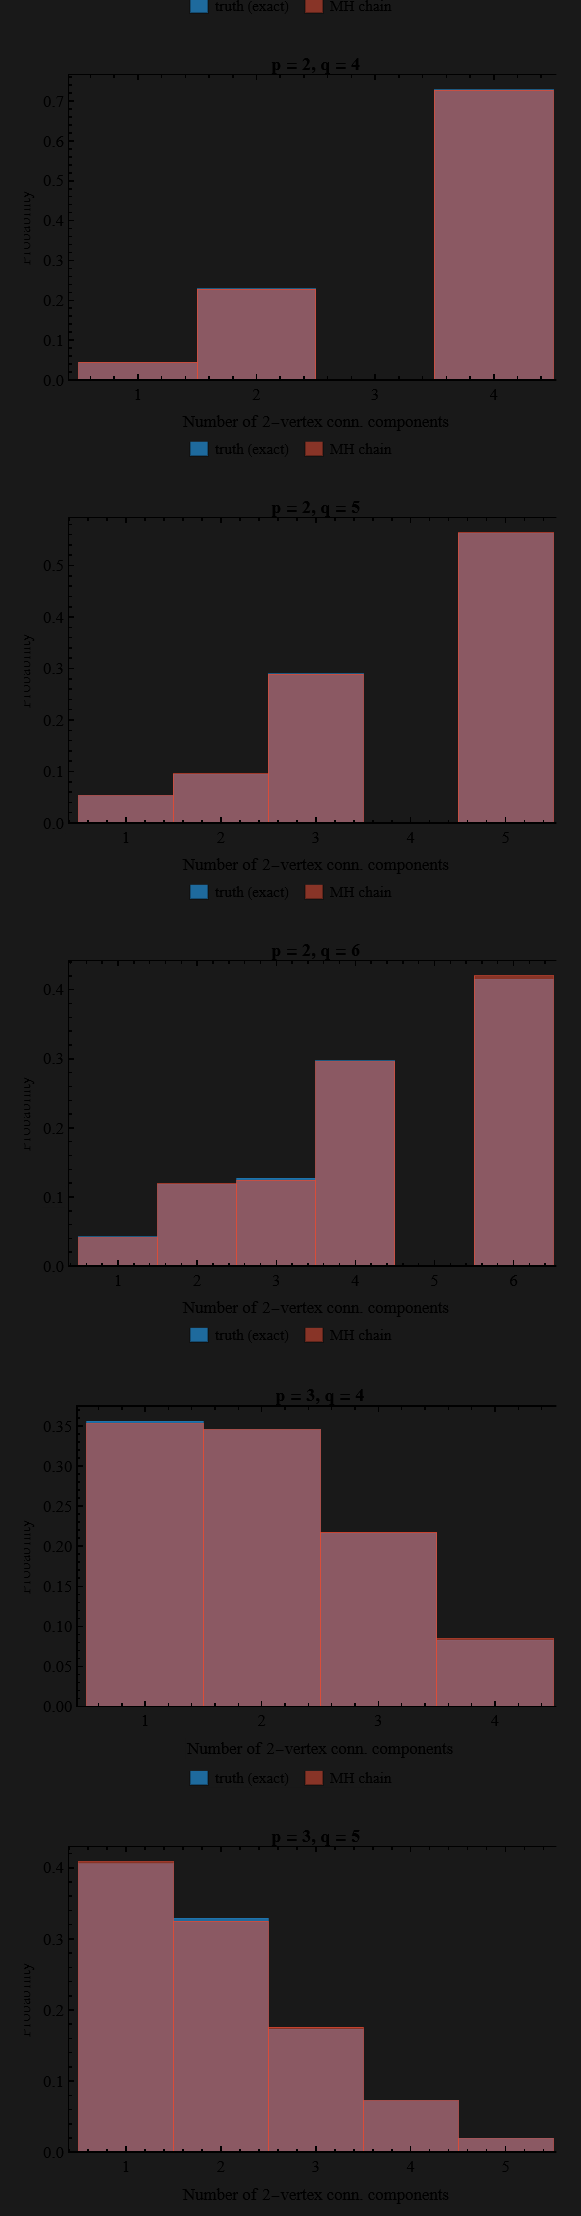 truth (exact) MH chain
p = 2, q = 4
0.7
0.6
0.5
0.4
0.3
0.2
0.1
0.0
Probability
1 2 3 4
Number of 2−vertex conn. components
truth (exact) MH chain
p = 2, q = 5
0.5
0.4
0.3
0.2
0.1
0.0
Probability
1 2 3 4 5
Number of 2−vertex conn. components
truth (exact) MH chain
p = 2, q = 6
0.4
0.3
0.2
0.1
0.0
Probability
1 2 3 4 5 6
Number of 2−vertex conn. components
truth (exact) MH chain
p = 3, q = 4
0.35
0.30
0.25
0.20
0.15
0.10
0.05
0.00
Probability
1 2 3 4
Number of 2−vertex conn. components
truth (exact) MH chain
p = 3, q = 5
0.4
0.3
0.2
0.1
0.0
Probability
1 2 3 4 5
Number of 2−vertex conn. components